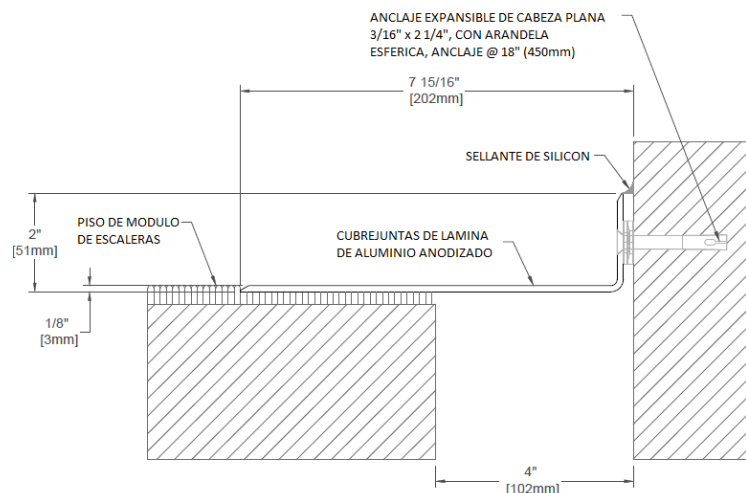 ANCLAJE EXPANSIBLE DE CABEZA PLANA
3/16" x 2 1/4", CON ARANDELA
ESFERICA, ANCLAJE @ 18" (450mm)
7 15/16"
[202mm]
SELLANTE DE SILICON
2"
[51mm]
PISO DE MODULO
DE ESCALERAS
CUBREJUNTAS DE LAMINA
DE ALUMINIO ANODIZADO
1/8"
[3mm]
4"
[102mm]